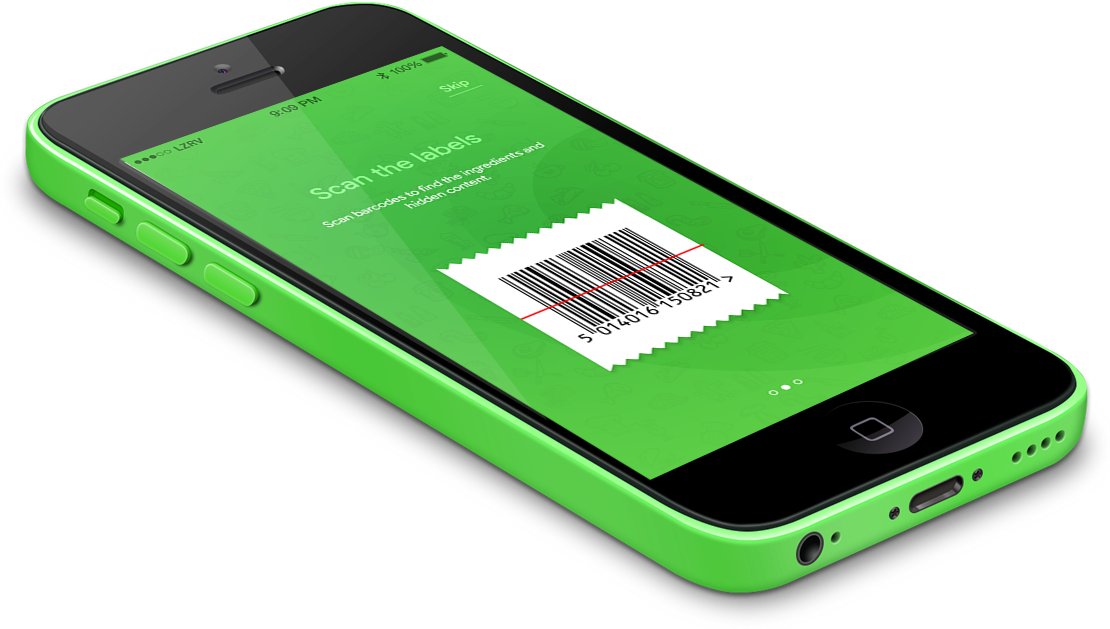 LZRV 9:09 PM 100%
Skip
Scan the labels
Scan barcodes to find the ingredients and
hidden content.
5 014016 150821 >